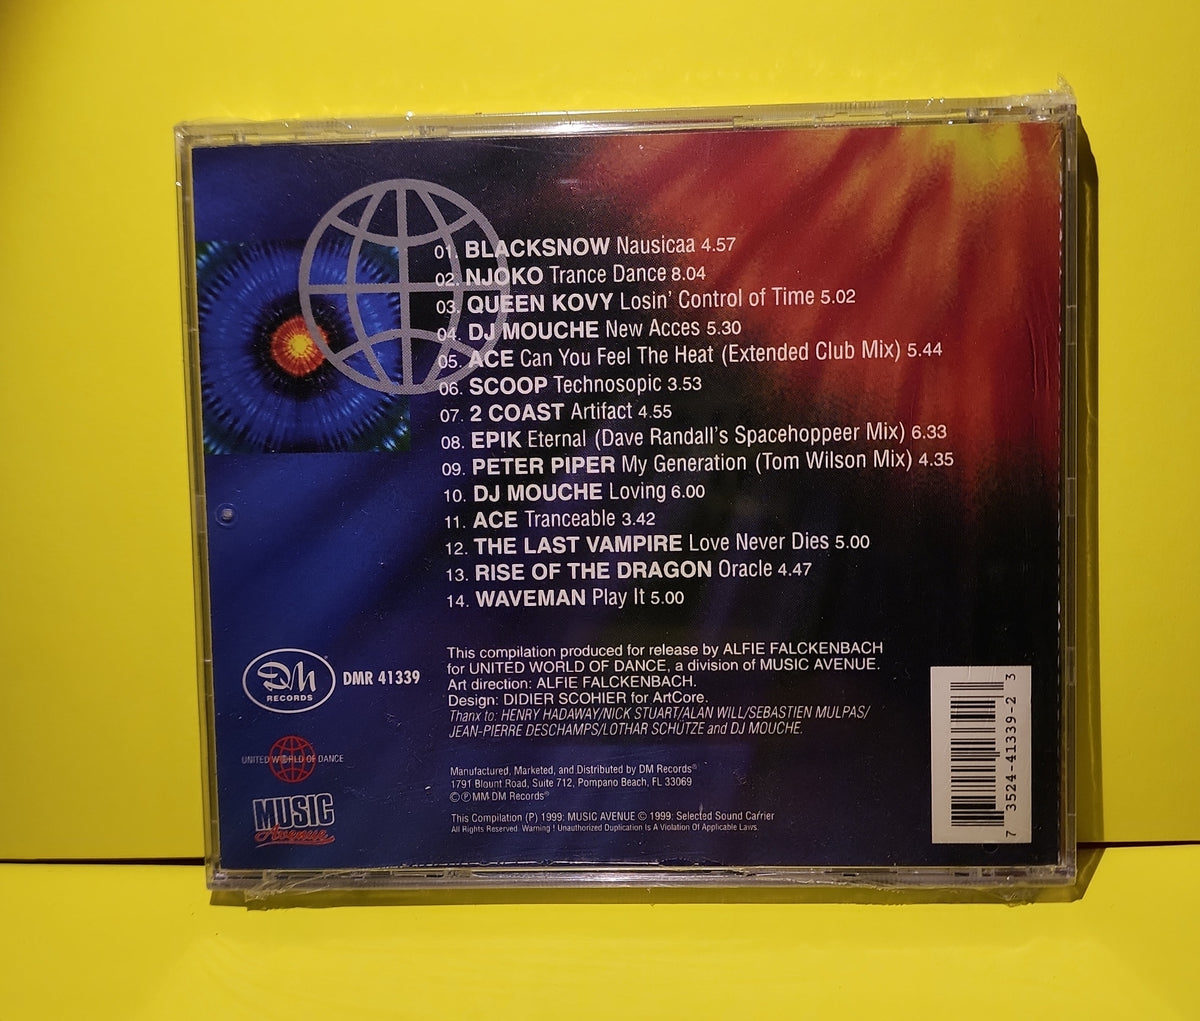 01. BLACKSNOW Nausicaa 4.57
02. NJOKO Trance Dance 8.04
03. QUEEN KOVY Losin' Control of Time 5.02
04. DJ MOUCHE New Acces 5.30
05. ACE Can You Feel The Heat (Extended Club Mix) 5.44
06. SCOOP Technosopic 3.53
07. 2 COAST Artifact 4.55
08. EPIK Eternal (Dave Randall's Spacehoppeer Mix) 6.33
09. PETER PIPER My Generation (Tom Wilson Mix) 4.35
10. DJ MOUCHE Loving 6.00
11. ACE Tranceable 3.42
12. THE LAST VAMPIRE Love Never Dies 5.00
13. RISE OF THE DRAGON Oracle 4.47
14. WAVEMAN Play It 5.00
This compilation produced for release by ALFIE FALCKENBACH
for UNITED WORLD OF DANCE, a division of MUSIC AVENUE.
Art direction: ALFIE FALCKENBACH.
Design: DIDIER SCOHIER for ArtCore.
Thanx to: HENRY HADAWAY/NICK STUART/ALAN WILL/SEBASTIEN MULPAS/
JEAN-PIERRE DESCHAMPS/LOTHAR SCHÜTZE and DJ MOUCHE.
Manufactured, Marketed, and Distributed by DM Records®
1791 Blount Road, Suite 712, Pompano Beach, FL 33069
©℗ MM DM Records®
This Compilation (P) 1999: MUSIC AVENUE © 1999: Selected Sound Carrier
All Rights Reserved. Warning ! Unauthorized Duplication Is A Violation Of Applicable Laws.
DM®
RECORDS
DMR 41339
UNITED WORLD OF DANCE
MUSIC
Avenue
7 3524-41339-2 3